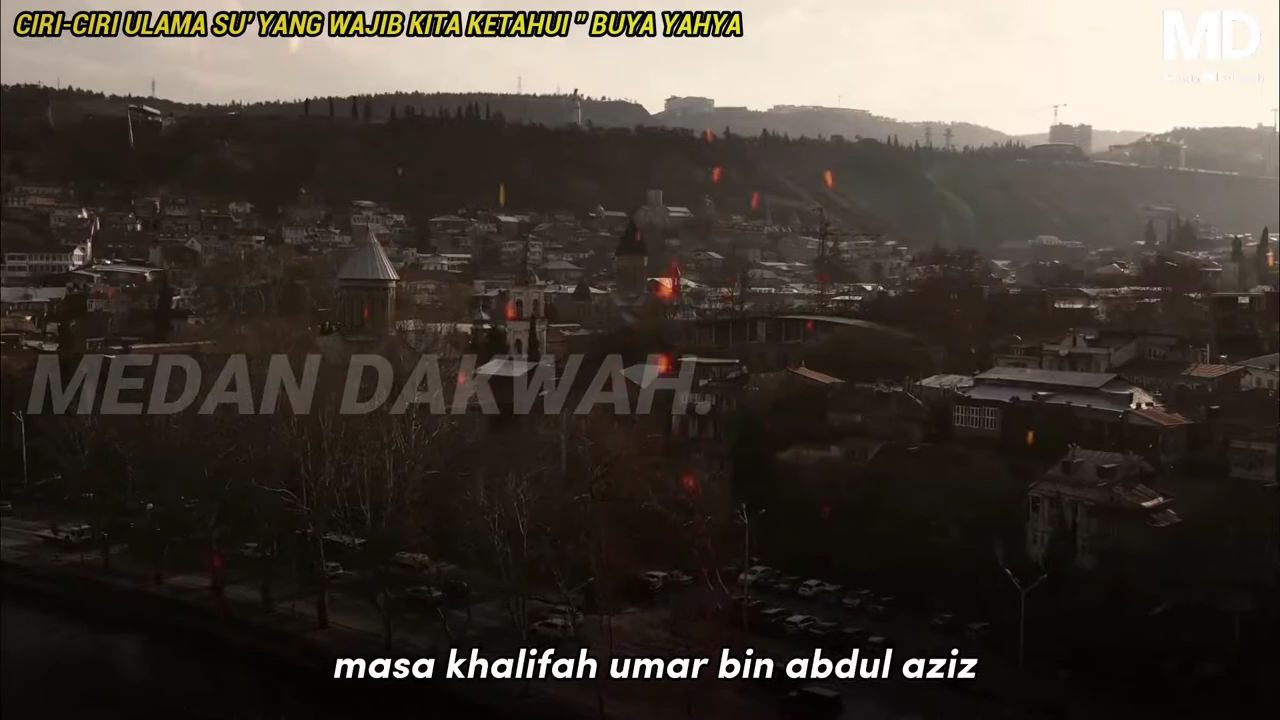 CIRI-CIRI ULAMA SU' YANG WAJIB KITA KETAHUI " BUYA YAHYA
MD
MEDAN DAKWAH.
masa khalifah umar bin abdul aziz